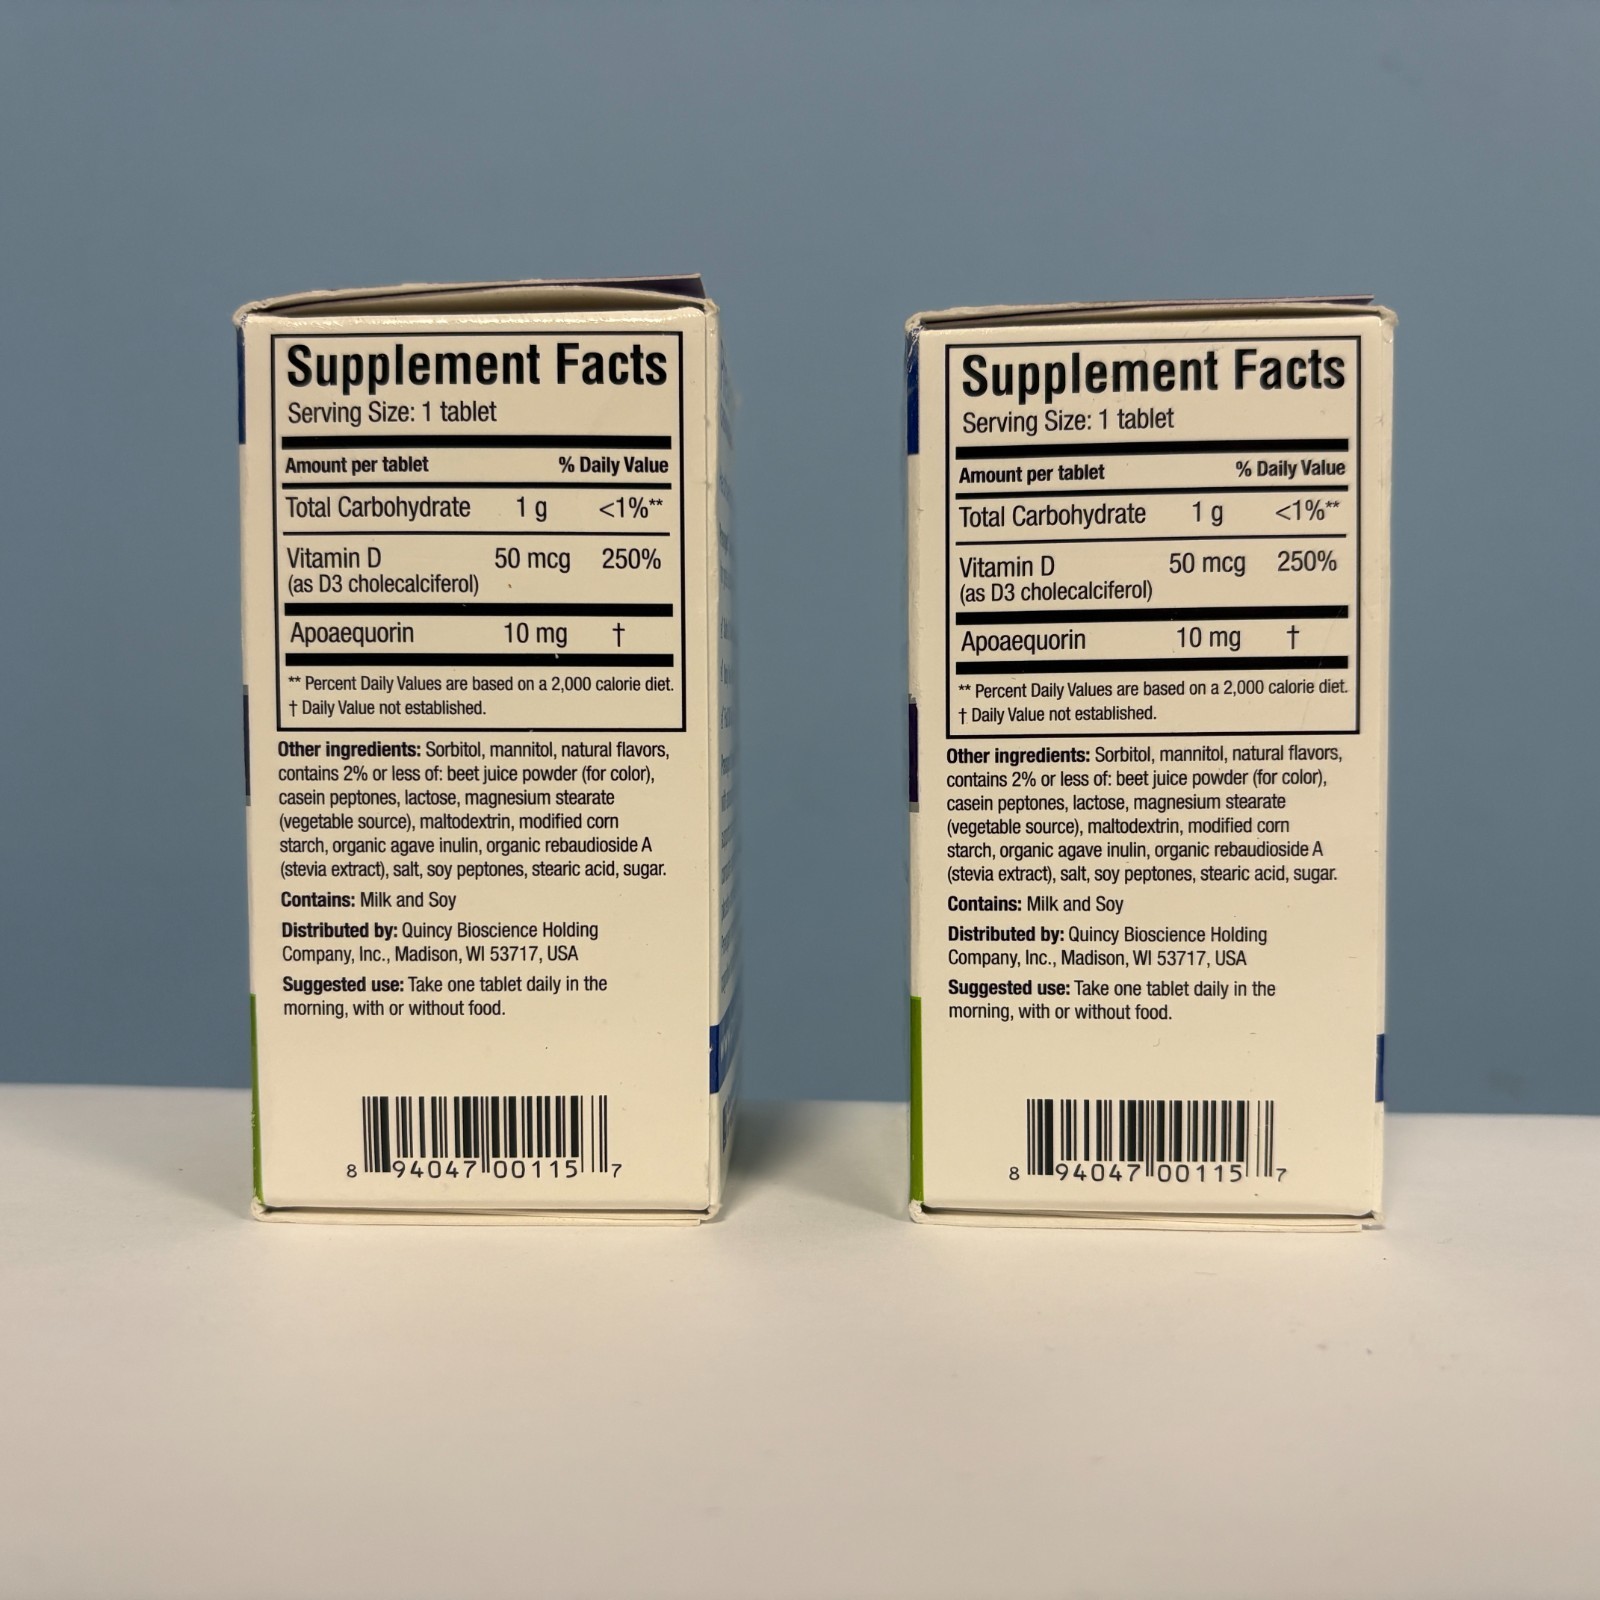 Supplement Facts
Serving Size: 1 tablet
Amount per tablet % Daily Value
Total Carbohydrate 1 g <1%**
Vitamin D 50 mcg 250%
(as D3 cholecalciferol)
Apoaequorin 10 mg †
** Percent Daily Values are based on a 2,000 calorie diet.
† Daily Value not established.
Other ingredients: Sorbitol, mannitol, natural flavors,
contains 2% or less of: beet juice powder (for color),
casein peptones, lactose, magnesium stearate
(vegetable source), maltodextrin, modified corn
starch, organic agave inulin, organic rebaudioside A
(stevia extract), salt, soy peptones, stearic acid, sugar.
Contains: Milk and Soy
Distributed by: Quincy Bioscience Holding
Company, Inc., Madison, WI 53717, USA
Suggested use: Take one tablet daily in the
morning, with or without food.
8 94047 00115 7
Supplement Facts
Serving Size: 1 tablet
Amount per tablet % Daily Value
Total Carbohydrate 1 g <1%**
Vitamin D 50 mcg 250%
(as D3 cholecalciferol)
Apoaequorin 10 mg †
** Percent Daily Values are based on a 2,000 calorie diet.
† Daily Value not established.
Other ingredients: Sorbitol, mannitol, natural flavors,
contains 2% or less of: beet juice powder (for color),
casein peptones, lactose, magnesium stearate
(vegetable source), maltodextrin, modified corn
starch, organic agave inulin, organic rebaudioside A
(stevia extract), salt, soy peptones, stearic acid, sugar.
Contains: Milk and Soy
Distributed by: Quincy Bioscience Holding
Company, Inc., Madison, WI 53717, USA
Suggested use: Take one tablet daily in the
morning, with or without food.
8 94047 00115 7